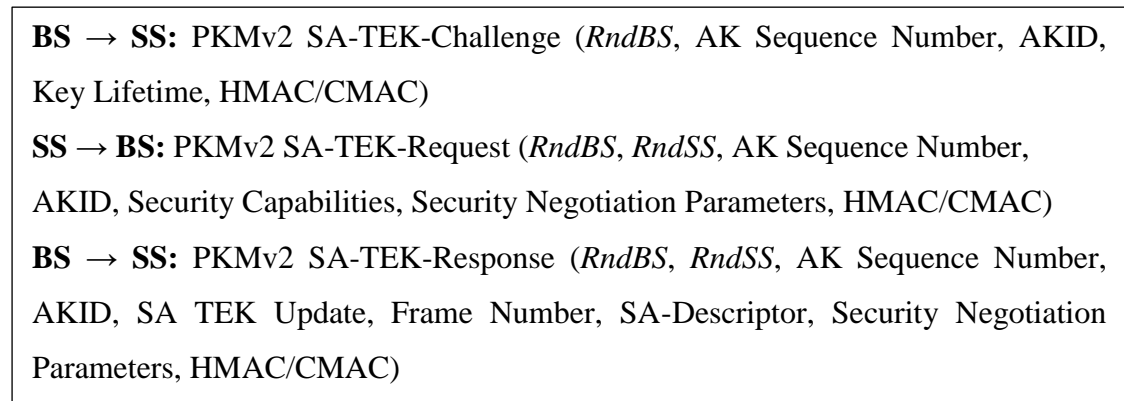 BS → SS: PKMv2 SA-TEK-Challenge (RndBS, AK Sequence Number, AKID,
Key Lifetime, HMAC/CMAC)
SS → BS: PKMv2 SA-TEK-Request (RndBS, RndSS, AK Sequence Number,
AKID, Security Capabilities, Security Negotiation Parameters, HMAC/CMAC)
BS → SS: PKMv2 SA-TEK-Response (RndBS, RndSS, AK Sequence Number,
AKID, SA TEK Update, Frame Number, SA-Descriptor, Security Negotiation
Parameters, HMAC/CMAC)